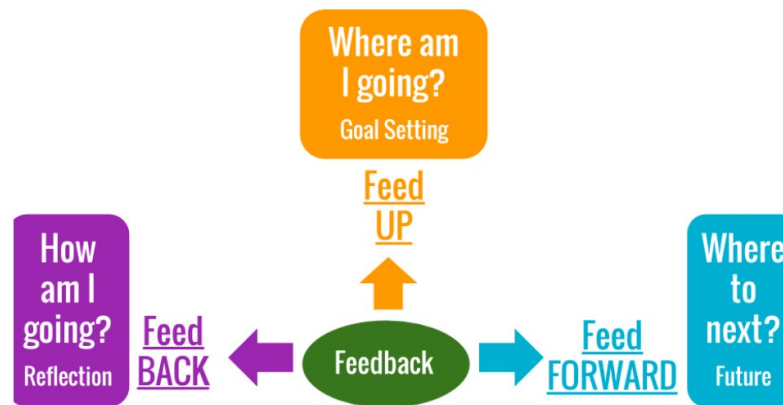 Where am
I going?
Goal Setting
Feed
UP
How
am I
going?
Reflection
Feed
BACK
Feedback
Feed
FORWARD
Where
to
next?
Future